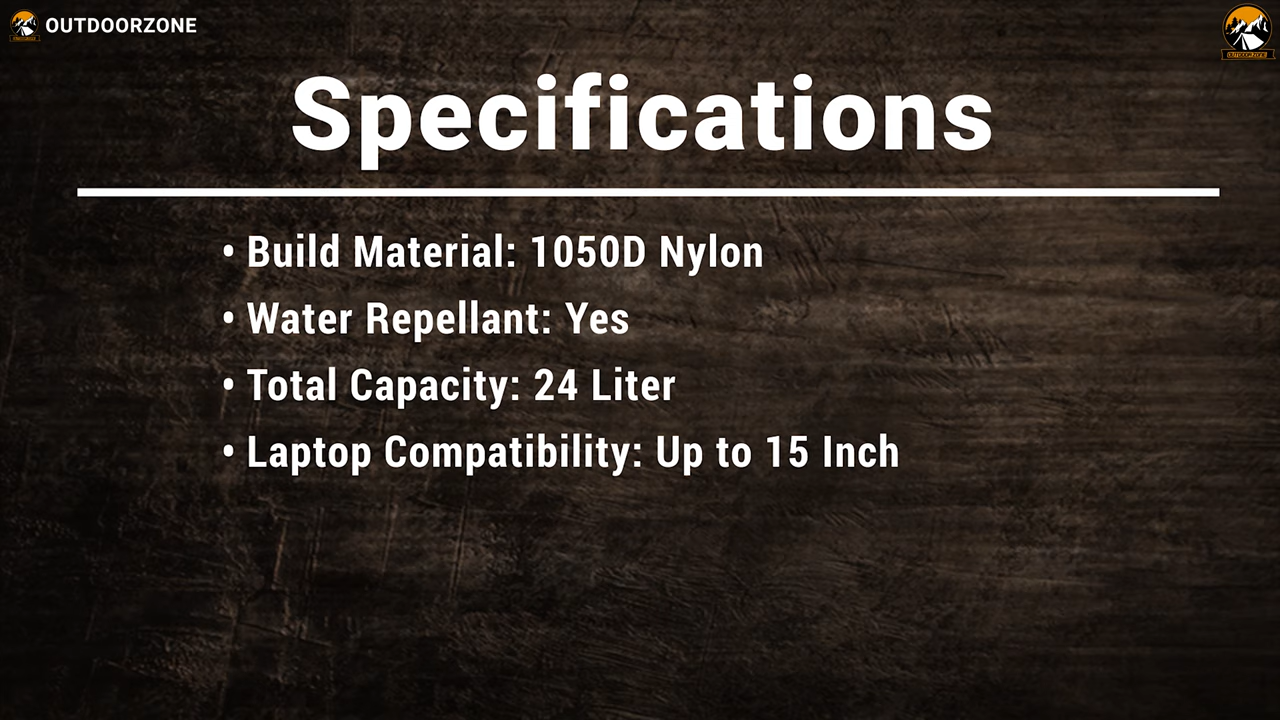 OUTDOORZONE
Specifications
• Build Material: 1050D Nylon
• Water Repellant: Yes
• Total Capacity: 24 Liter
• Laptop Compatibility: Up to 15 Inch
OUTDOORZONE